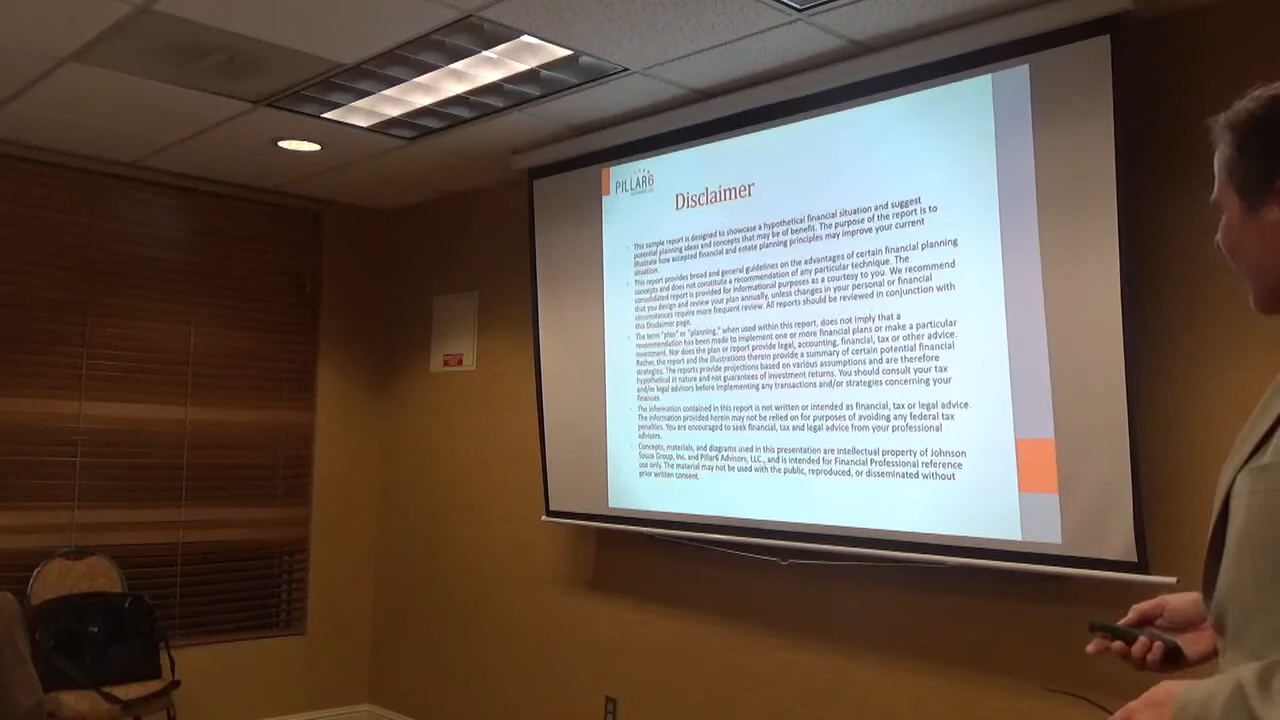 PILLAR6
Disclaimer
This sample report is designed to showcase a hypothetical financial situation and suggest
potential planning ideas and concepts that may be of benefit. The purpose of the report is to
illustrate how accepted financial and estate planning principles may improve your current
situation.
This report provides broad and general guidelines on the advantages of certain financial planning
concepts and does not constitute a recommendation of any particular technique. The
consolidated report is provided for informational purposes as a courtesy to you. We recommend
that you design and review your plan annually, unless changes in your personal or financial
circumstances require more frequent review. All reports should be reviewed in conjunction with
this Disclaimer page.
The term "plan" or "planning," when used within this report, does not imply that a
recommendation has been made to implement one or more financial plans or make a particular
investment. Nor does the plan or report provide legal, accounting, financial, tax or other advice.
Rather, the report and the illustrations therein provide a summary of certain potential financial
strategies. The reports provide projections based on various assumptions and are therefore
hypothetical in nature and not guarantees of investment returns. You should consult your tax
and/or legal advisors before implementing any transactions and/or strategies concerning your
finances
The information contained in this report is not written or intended as financial, tax or legal advice.
The information provided herein may not be relied on for purposes of avoiding any federal tax
penalties. You are encouraged to seek financial, tax and legal advice from your professional
advisors.
Concepts, materials, and diagrams used in this presentation are intellectual property of Johnson
Souza Group, Inc. and Pillar6 Advisors, LLC., and is intended for Financial Professional reference
use only. The material may not be used with the public, reproduced, or disseminated without
prior written consent.